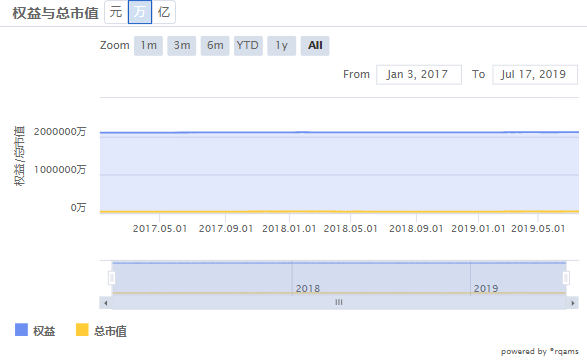 权益与总市值 元 万 亿
Zoom 1m 3m 6m YTD 1y All
From Jan 3, 2017 To Jul 17, 2019
权益/总市值
2000000万
1000000万
0万
2017.05.01 2017.09.01 2018.01.01 2018.05.01 2018.09.01 2019.01.01 2019.05.01
2018 2019
权益 总市值
powered by ®rqams